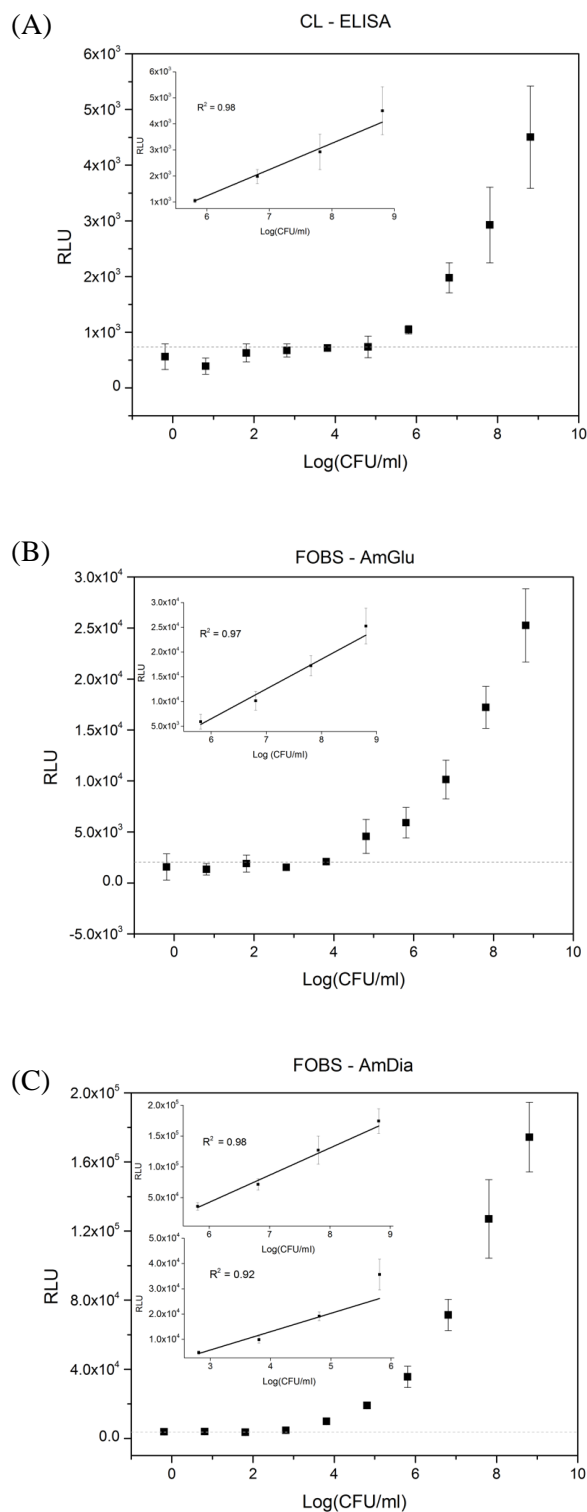 (A)
CL - ELISA
6x10³
5x10³
4x10³
3x10³
2x10³
1x10³
0
RLU
0 2 4 6 8 10
Log(CFU/ml)
6x10³
5x10³
4x10³
3x10³
2x10³
1x10³
RLU
R² = 0.98
6 7 8 9
Log(CFU/ml)
(B)
FOBS - AmGlu
3.0x10⁴
2.5x10⁴
2.0x10⁴
1.5x10⁴
1.0x10⁴
5.0x10³
0.0
-5.0x10³
RLU
0 2 4 6 8 10
Log(CFU/ml)
3.0x10⁴
2.5x10⁴
2.0x10⁴
1.5x10⁴
1.0x10⁴
5.0x10³
RLU
R² = 0.97
6 7 8 9
Log (CFU/ml)
(C)
FOBS - AmDia
2.0x10⁵
1.6x10⁵
1.2x10⁵
8.0x10⁴
4.0x10⁴
0.0
RLU
0 2 4 6 8 10
Log(CFU/ml)
2.0x10⁵
1.5x10⁵
1.0x10⁵
5.0x10⁴
RLU
R² = 0.98
6 7 8 9
Log(CFU/ml)
5.0x10⁴
4.0x10⁴
3.0x10⁴
2.0x10⁴
1.0x10⁴
RLU
R² = 0.92
3 4 5 6
Log(CFU/ml)